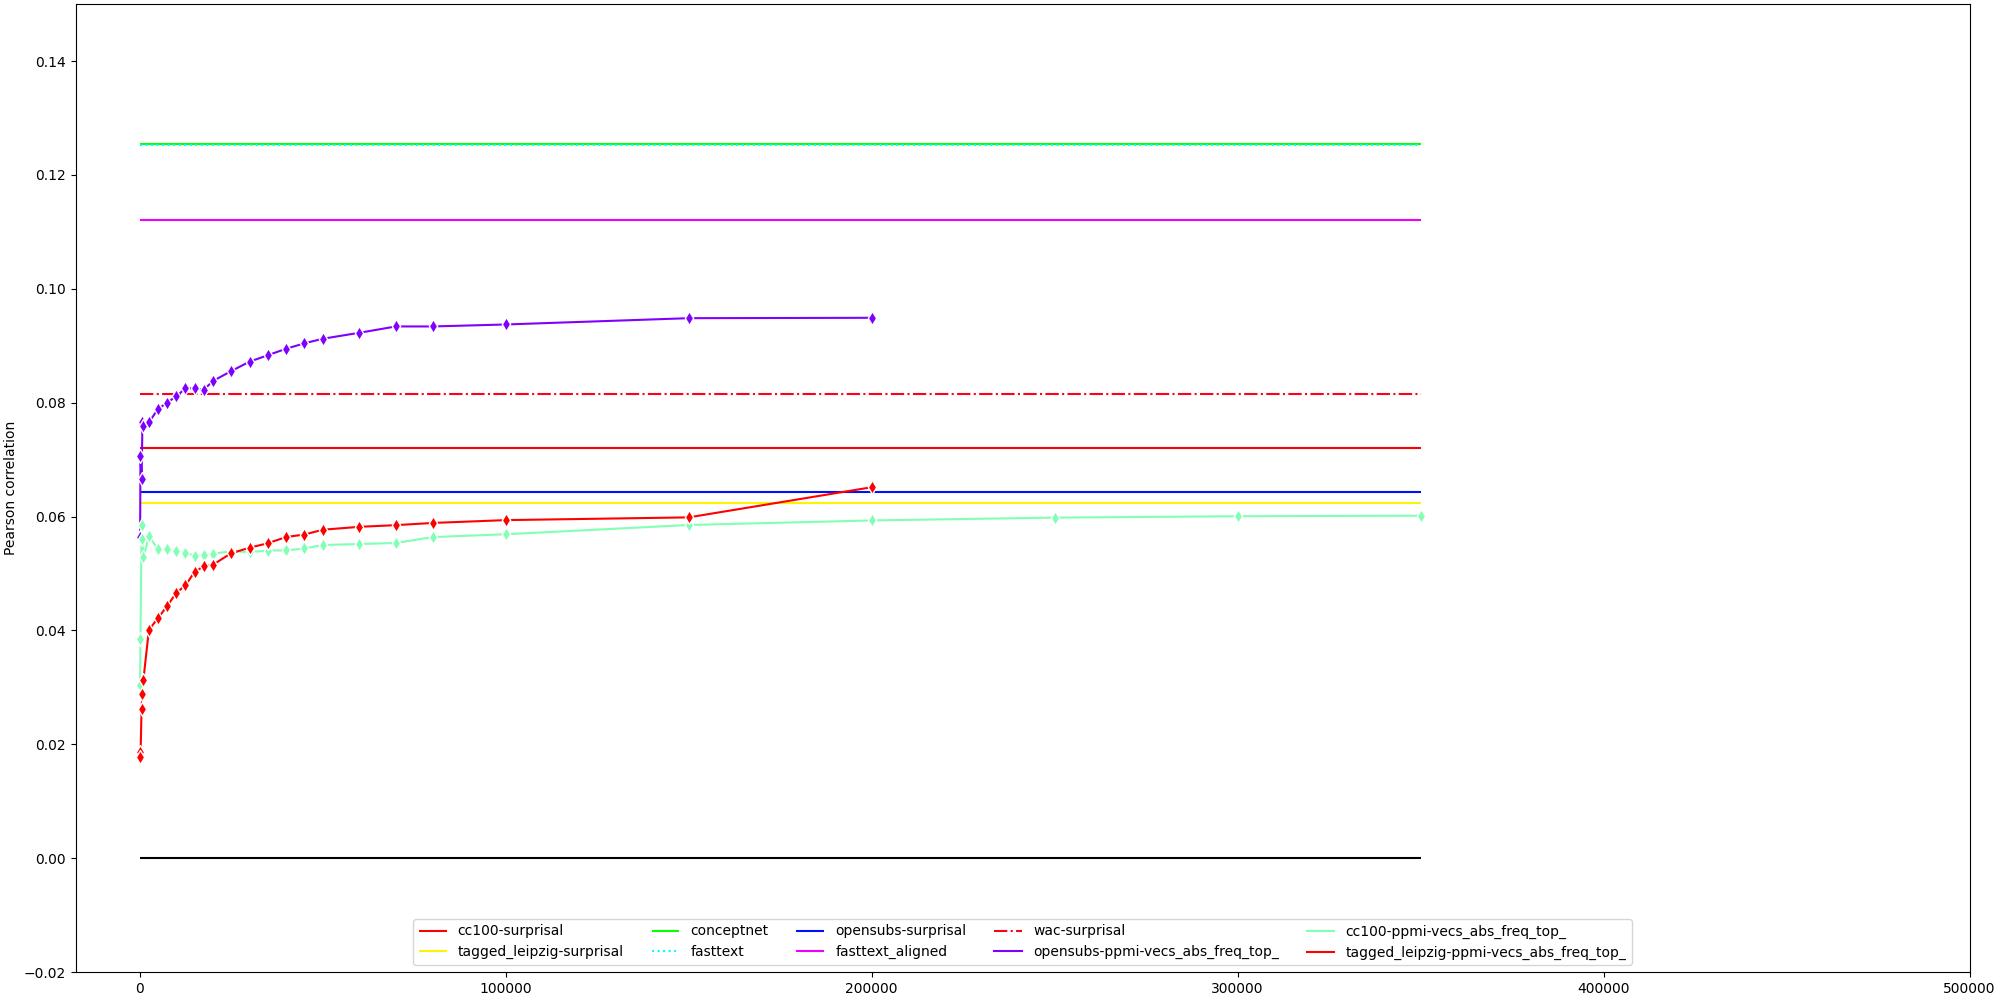 0.14
0.12
0.10
0.08
0.06
0.04
0.02
0.00
−0.02
Pearson correlation
0
100000
200000
300000
400000
500000
cc100-surprisal
tagged_leipzig-surprisal
conceptnet
fasttext
opensubs-surprisal
fasttext_aligned
wac-surprisal
opensubs-ppmi-vecs_abs_freq_top_
cc100-ppmi-vecs_abs_freq_top_
tagged_leipzig-ppmi-vecs_abs_freq_top_